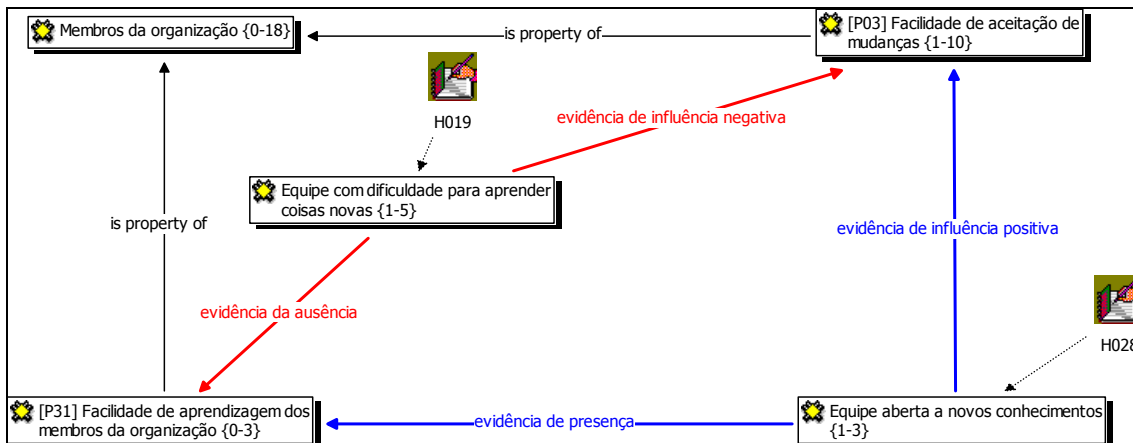 Membros da organização {0-18}
is property of
[P03] Facilidade de aceitação de
mudanças {1-10}
H019
evidência de influência negativa
Equipe com dificuldade para aprender
coisas novas {1-5}
is property of
evidência de influência positiva
evidência da ausência
H028
[P31] Facilidade de aprendizagem dos
membros da organização {0-3}
evidência de presença
Equipe aberta a novos conhecimentos
{1-3}